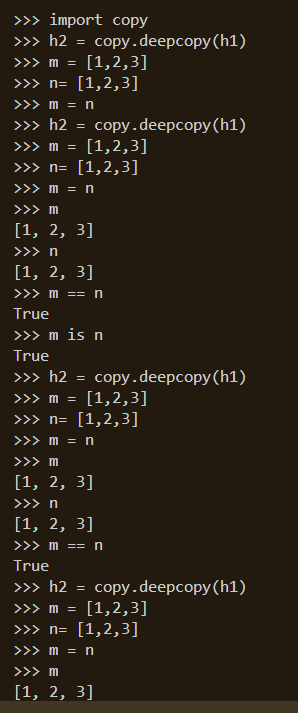 >>> import copy
>>> h2 = copy.deepcopy(h1)
>>> m = [1,2,3]
>>> n= [1,2,3]
>>> m = n
>>> h2 = copy.deepcopy(h1)
>>> m = [1,2,3]
>>> n= [1,2,3]
>>> m = n
>>> m
[1, 2, 3]
>>> n
[1, 2, 3]
>>> m == n
True
>>> m is n
True
>>> h2 = copy.deepcopy(h1)
>>> m = [1,2,3]
>>> n= [1,2,3]
>>> m = n
>>> m
[1, 2, 3]
>>> n
[1, 2, 3]
>>> m == n
True
>>> h2 = copy.deepcopy(h1)
>>> m = [1,2,3]
>>> n= [1,2,3]
>>> m = n
>>> m
[1, 2, 3]